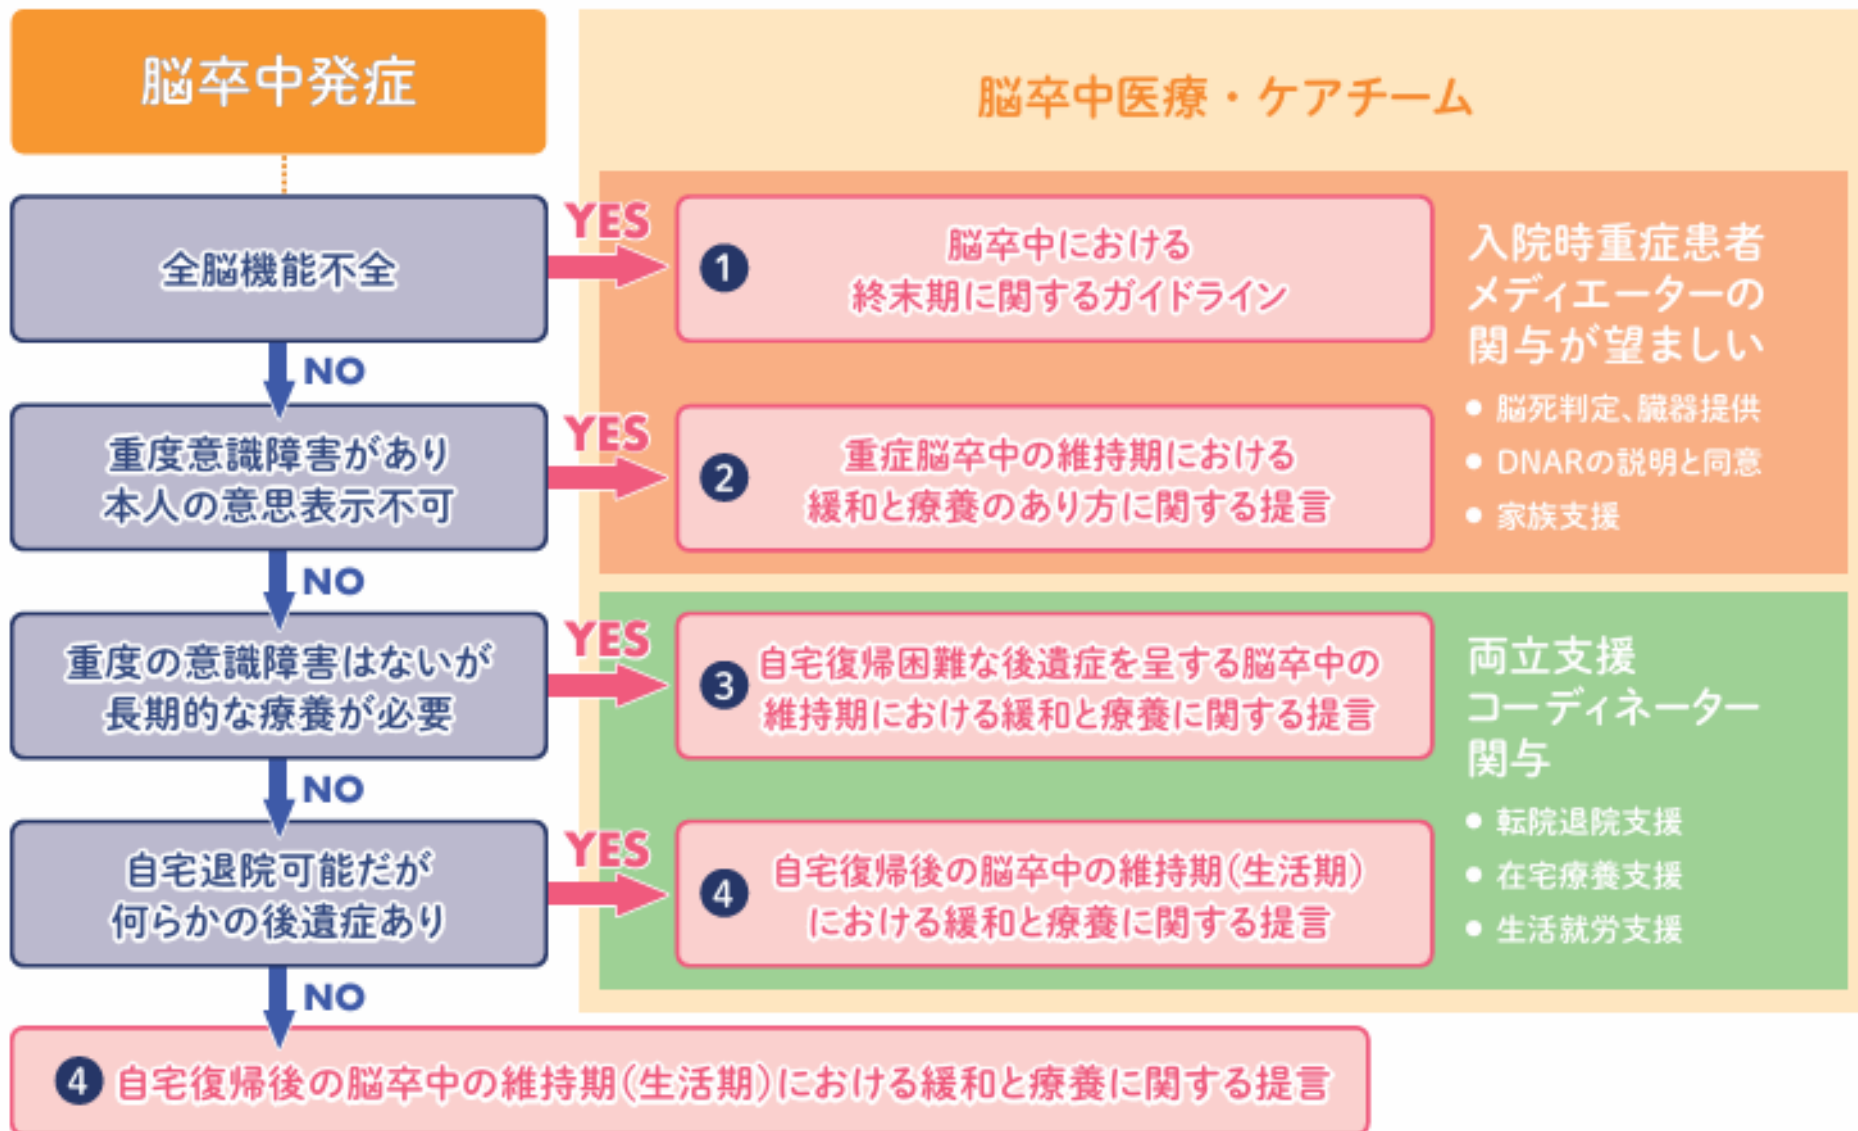 脳卒中発症
脳卒中医療・ケアチーム
全脳機能不全
YES
1
脳卒中における
終末期に関するガイドライン
入院時重症患者
メディエーターの
関与が望ましい
● 脳死判定、臓器提供
● DNARの説明と同意
● 家族支援
NO
重度意識障害があり
本人の意思表示不可
YES
2
重症脳卒中の維持期における
緩和と療養のあり方に関する提言
NO
重度の意識障害はないが
長期的な療養が必要
YES
3
自宅復帰困難な後遺症を呈する脳卒中の
維持期における緩和と療養に関する提言
両立支援
コーディネーター
関与
● 転院退院支援
● 在宅療養支援
● 生活就労支援
NO
自宅退院可能だが
何らかの後遺症あり
YES
4
自宅復帰後の脳卒中の維持期(生活期)
における緩和と療養に関する提言
NO
4 自宅復帰後の脳卒中の維持期(生活期)における緩和と療養に関する提言